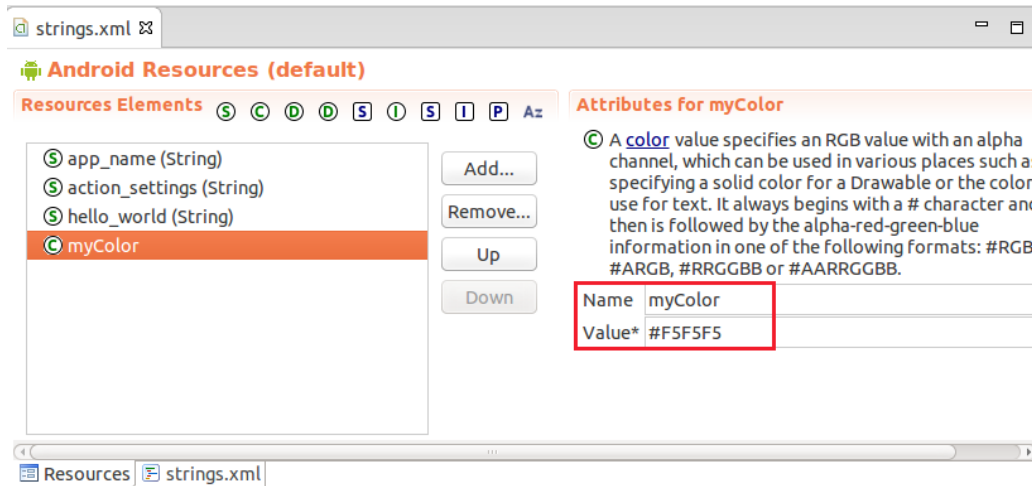 strings.xml
Android Resources (default)
Resources Elements S C D D S I S I P Az
S app_name (String)
S action_settings (String)
S hello_world (String)
C myColor
Add...
Remove...
Up
Down
Attributes for myColor
C A color value specifies an RGB value with an alpha
channel, which can be used in various places such as
specifying a solid color for a Drawable or the color
use for text. It always begins with a # character and
then is followed by the alpha-red-green-blue
information in one of the following formats: #RGB
#ARGB, #RRGGBB or #AARRGGBB.
Name myColor
Value* #F5F5F5
Resources strings.xml